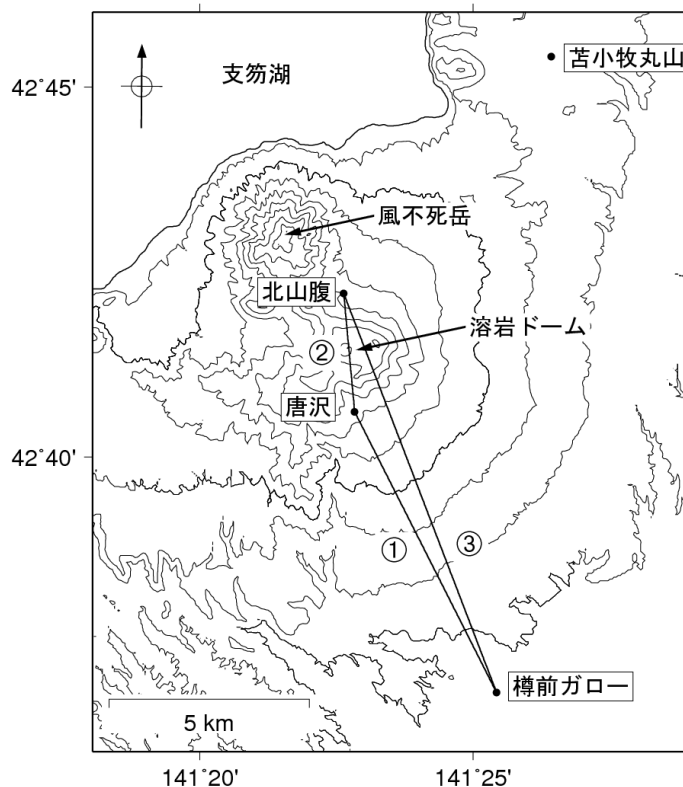 42˚45'
支笏湖
苫小牧丸山
風不死岳
北山腹
溶岩ドーム
②
唐沢
42˚40'
①
③
樽前ガロー
5 km
141˚20'
141˚25'